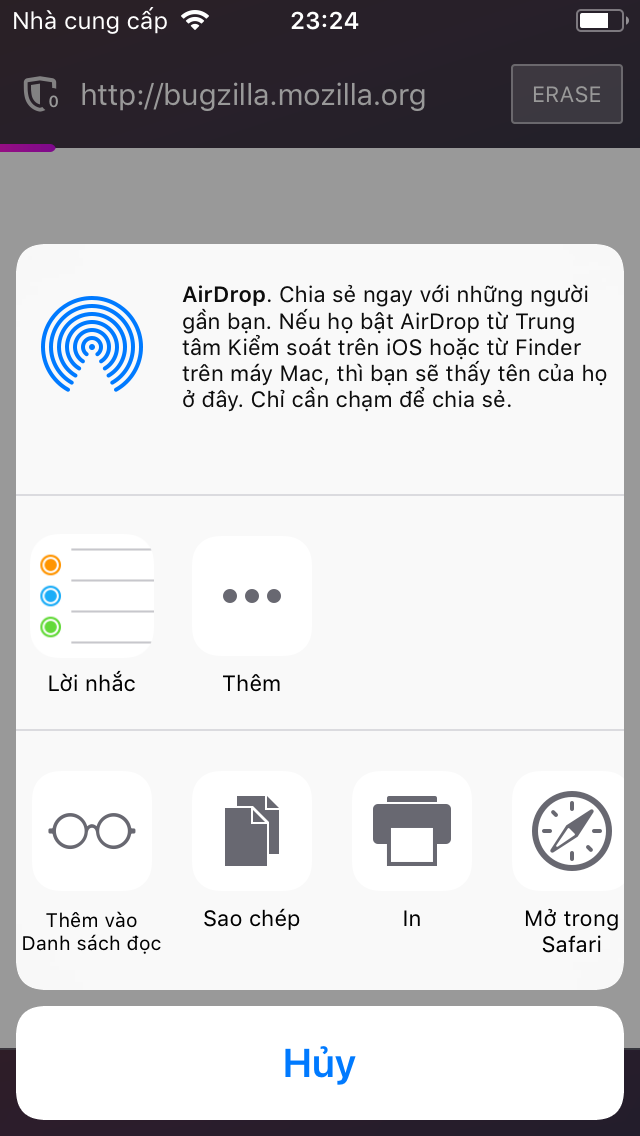 Nhà cung cấp 23:24
0 http://bugzilla.mozilla.org ERASE
AirDrop. Chia sẻ ngay với những người
gần bạn. Nếu họ bật AirDrop từ Trung
tâm Kiểm soát trên iOS hoặc từ Finder
trên máy Mac, thì bạn sẽ thấy tên của họ
ở đây. Chỉ cần chạm để chia sẻ.
Lời nhắc
Thêm
Thêm vào
Danh sách đọc
Sao chép
In
Mở trong
Safari
Hủy